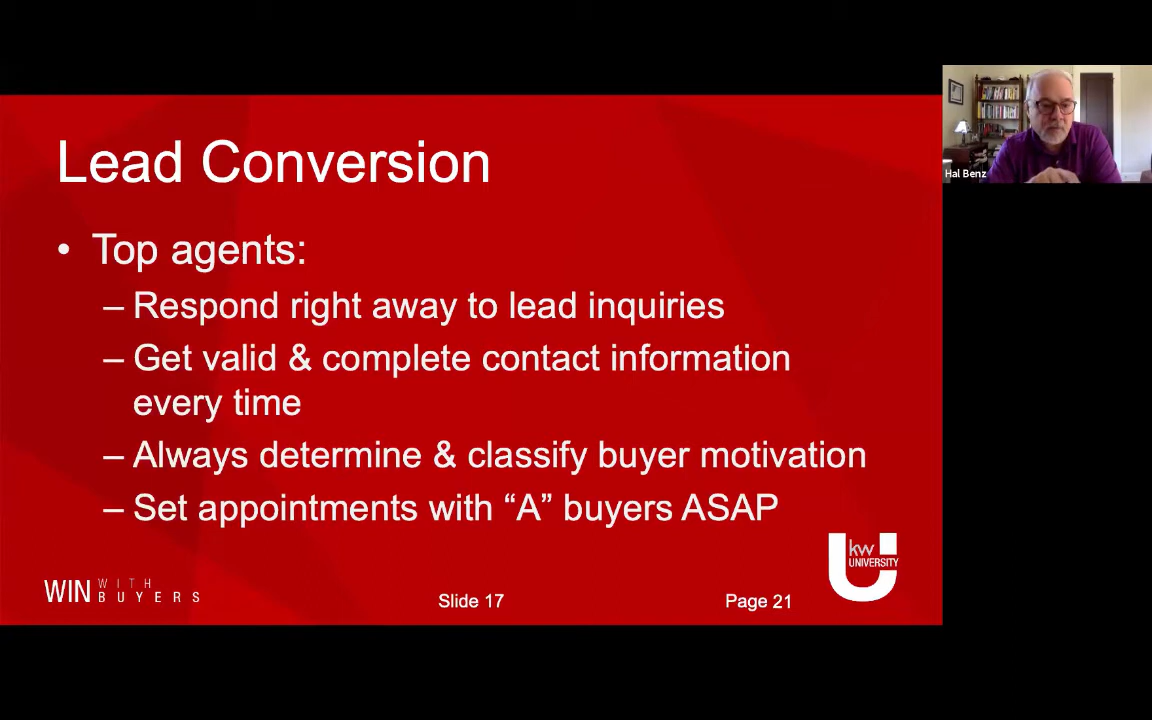 Lead Conversion
• Top agents:
– Respond right away to lead inquiries
– Get valid & complete contact information
every time
– Always determine & classify buyer motivation
– Set appointments with “A” buyers ASAP
WIN WITH BUYERS
Slide 17
Page 21
kw
UNIVERSITY
Hal Benz